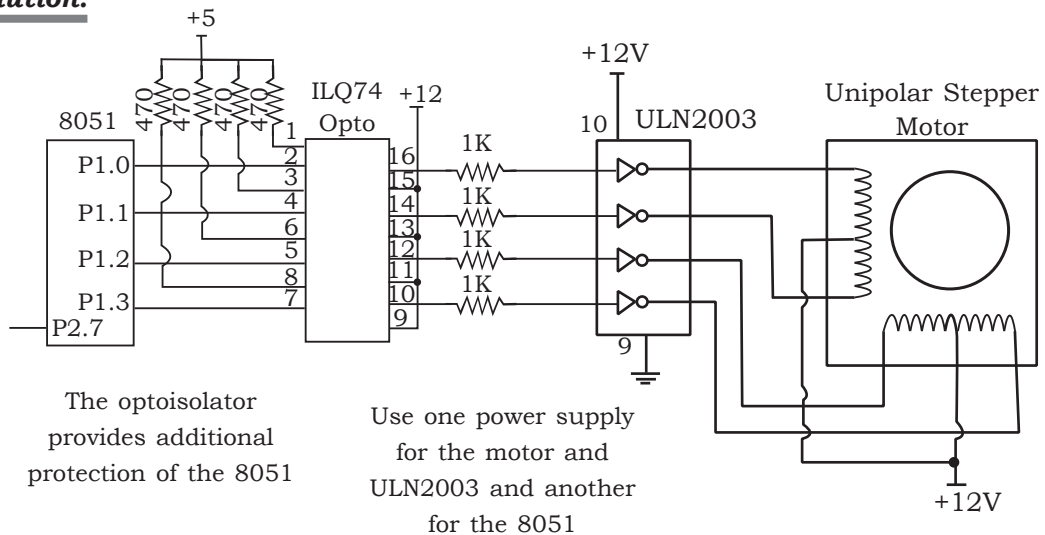 ution:
+5
470
470
470
470
8051
P1.0
P1.1
P1.2
P1.3
P2.7
ILQ74
Opto
1
2
3
4
6
5
8
7
+12
16
15
14
13
12
11
10
9
1K
1K
1K
1K
+12V
10
ULN2003
9
Unipolar Stepper
Motor
+12V
The optoisolator
provides additional
protection of the 8051
Use one power supply
for the motor and
ULN2003 and another
for the 8051